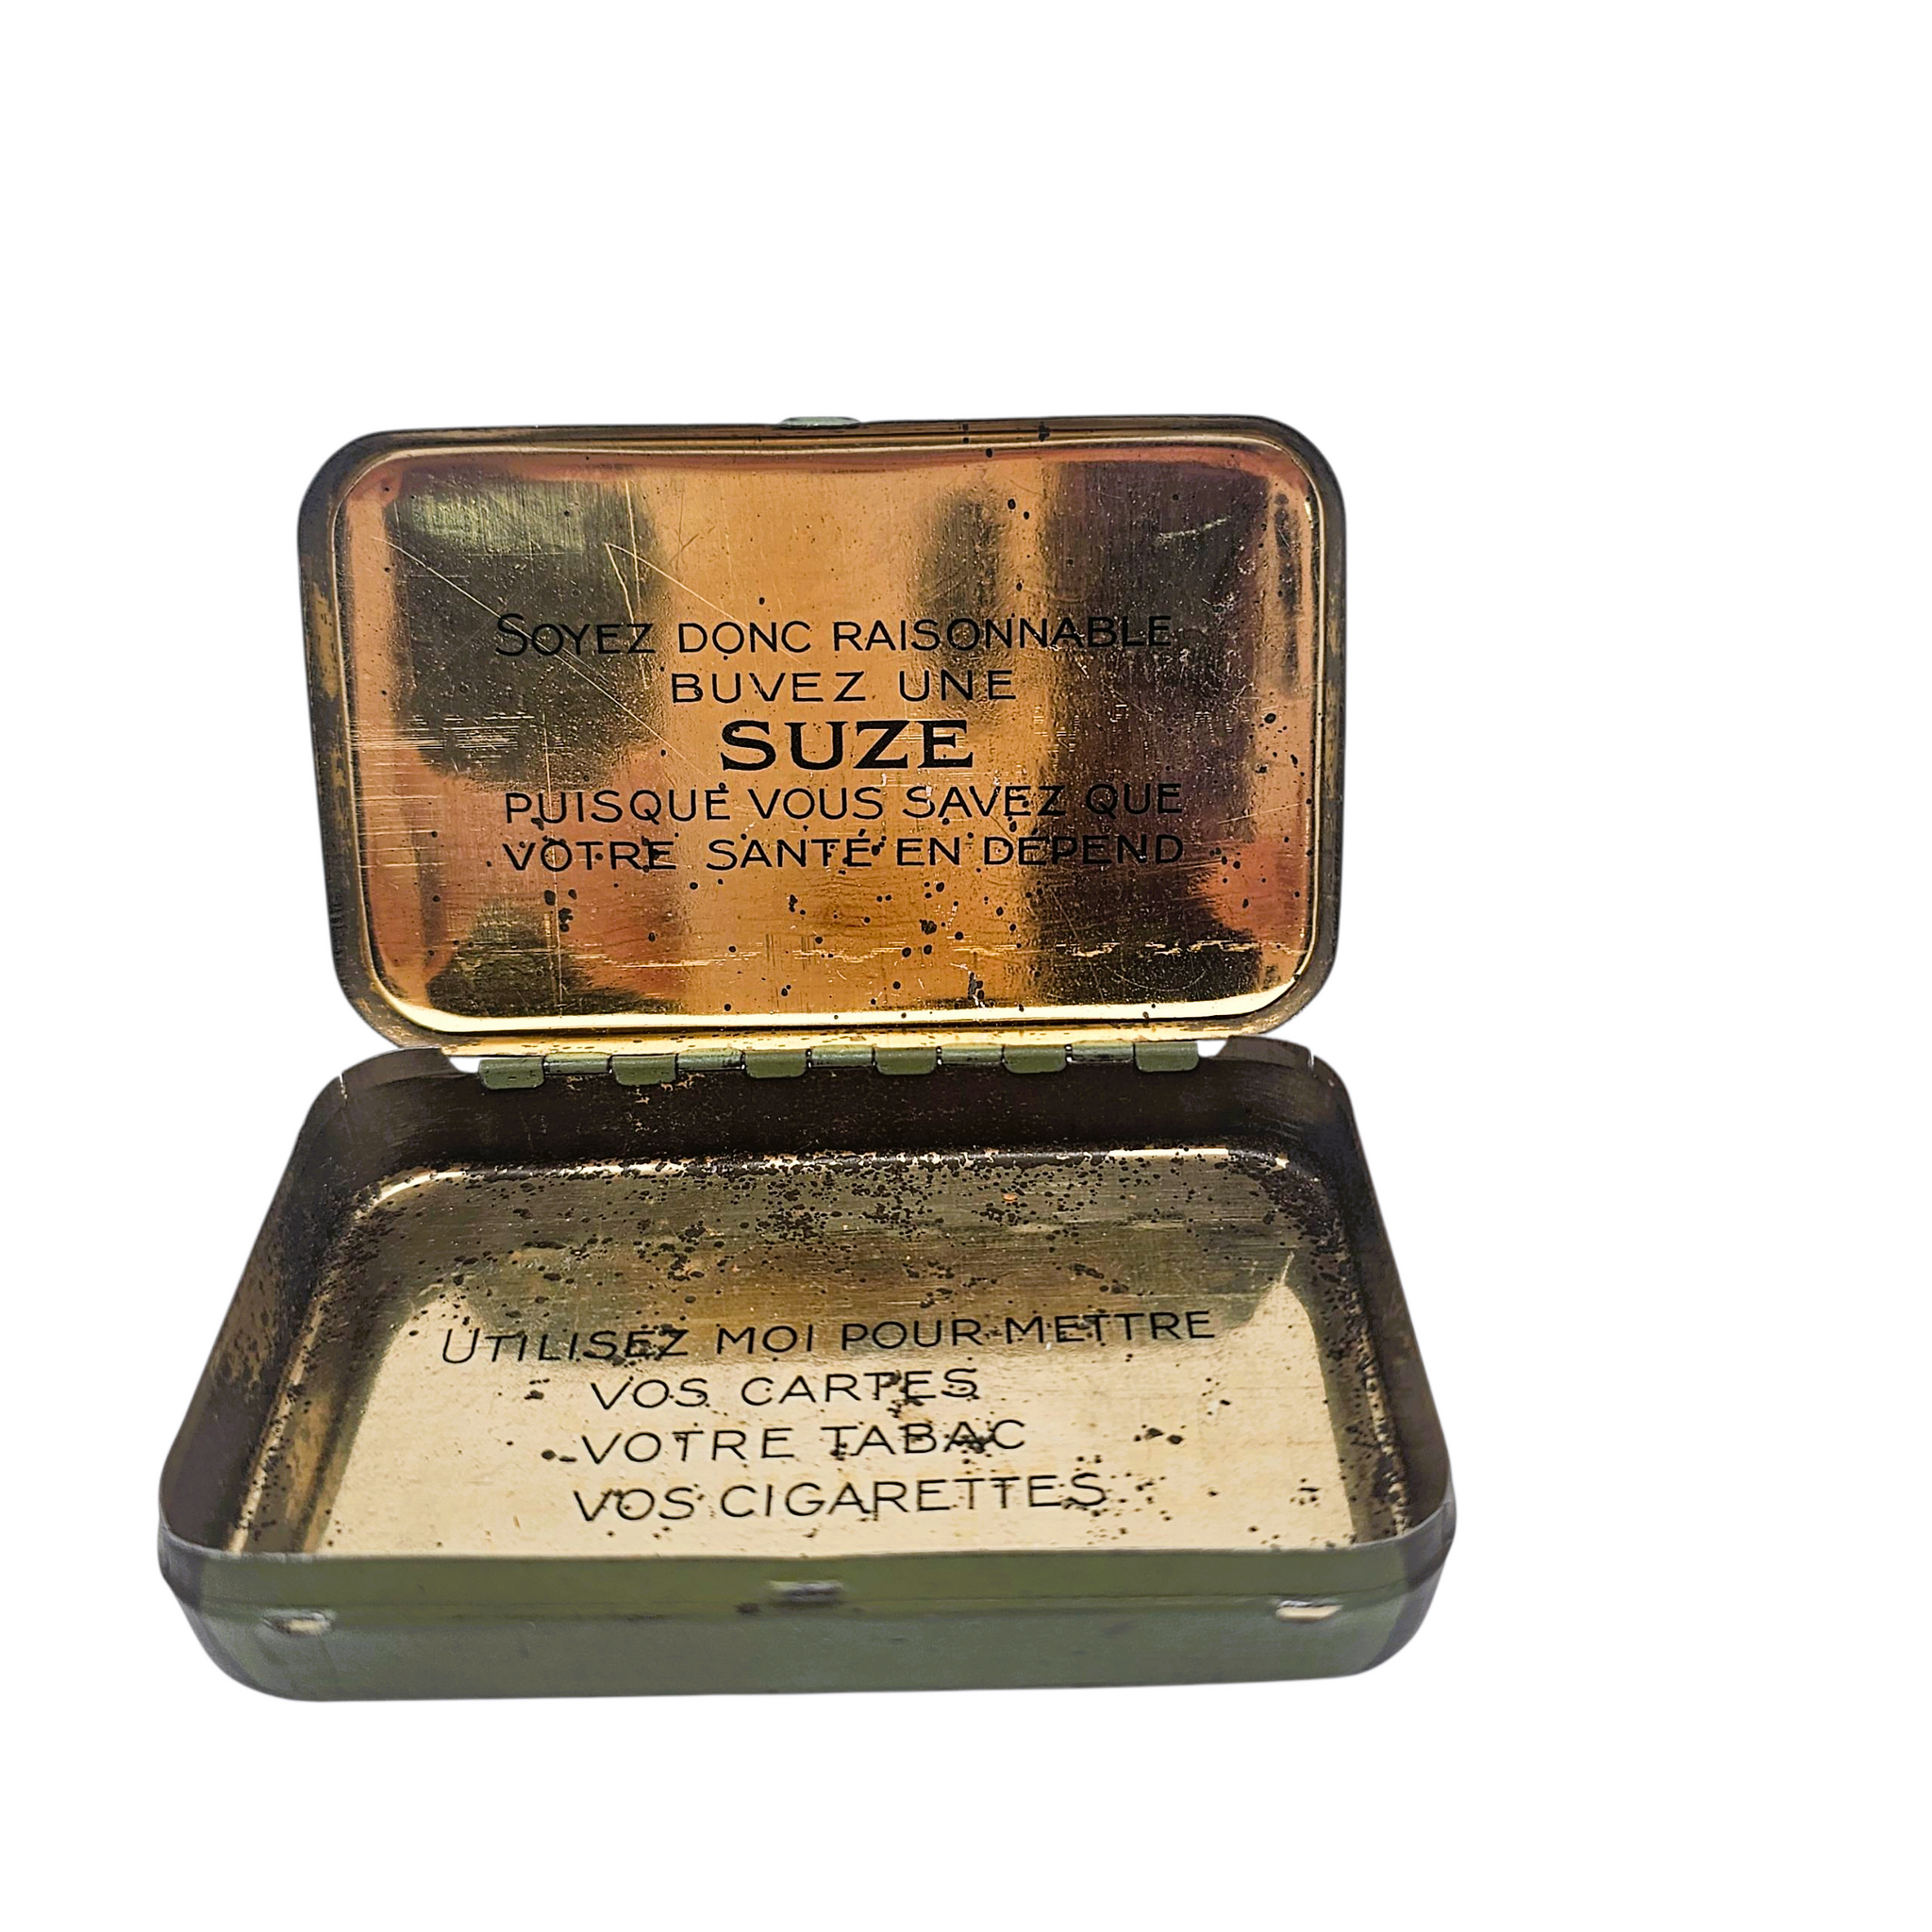 SOYEZ DONC RAISONNABLE
BUVEZ UNE
SUZE
PUISQUE VOUS SAVEZ QUE
VOTRE SANTÉ EN DÉPEND
UTILISEZ MOI POUR METTRE
VOS CARTES
VOTRE TABAC
VOS CIGARETTES